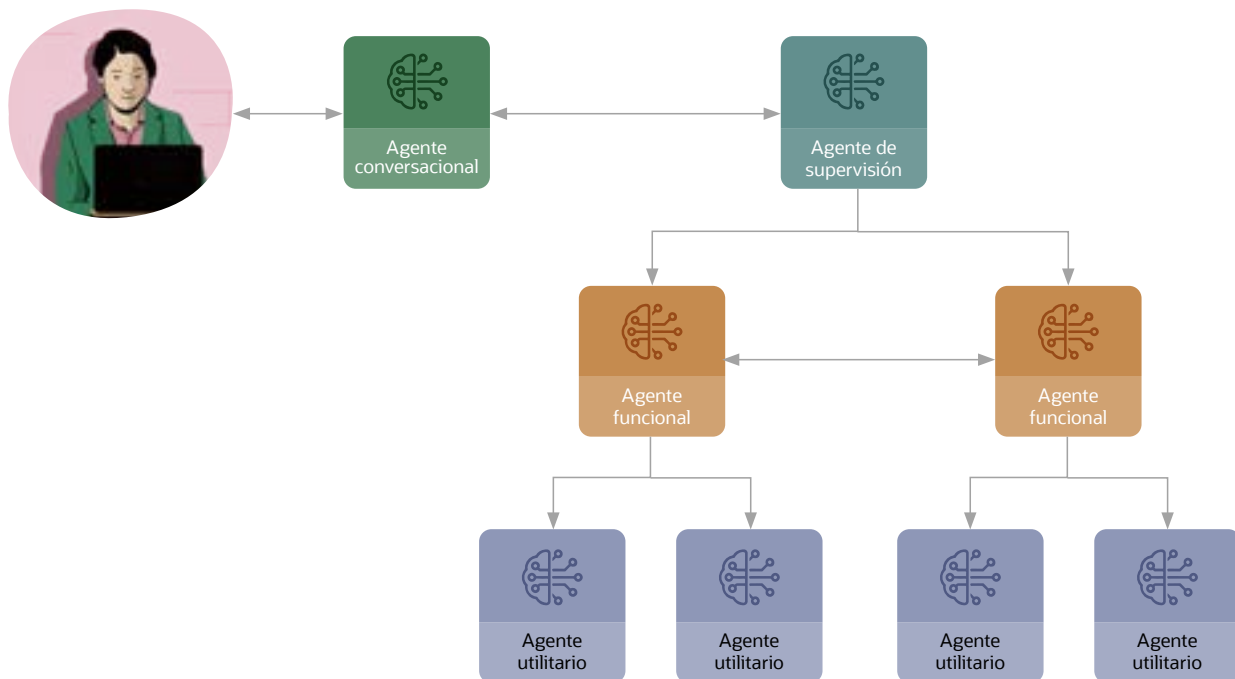 Agente
conversacional
Agente de
supervisión
Agente
funcional
Agente
funcional
Agente
utilitario
Agente
utilitario
Agente
utilitario
Agente
utilitario